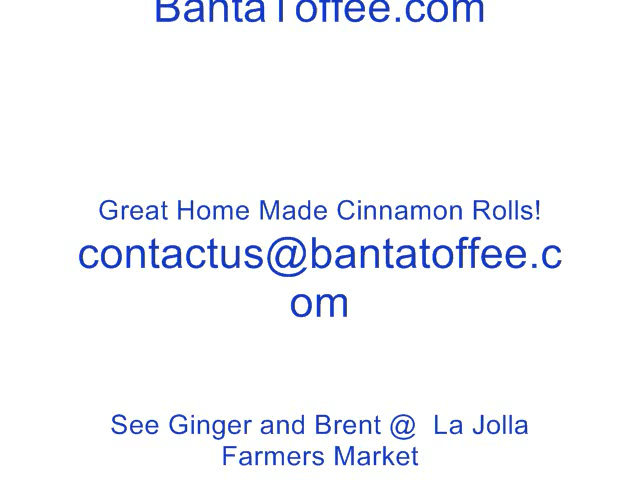 BantaToffee.com
Great Home Made Cinnamon Rolls!
contactus@bantatoffee.c
om
See Ginger and Brent @  La Jolla
Farmers Market